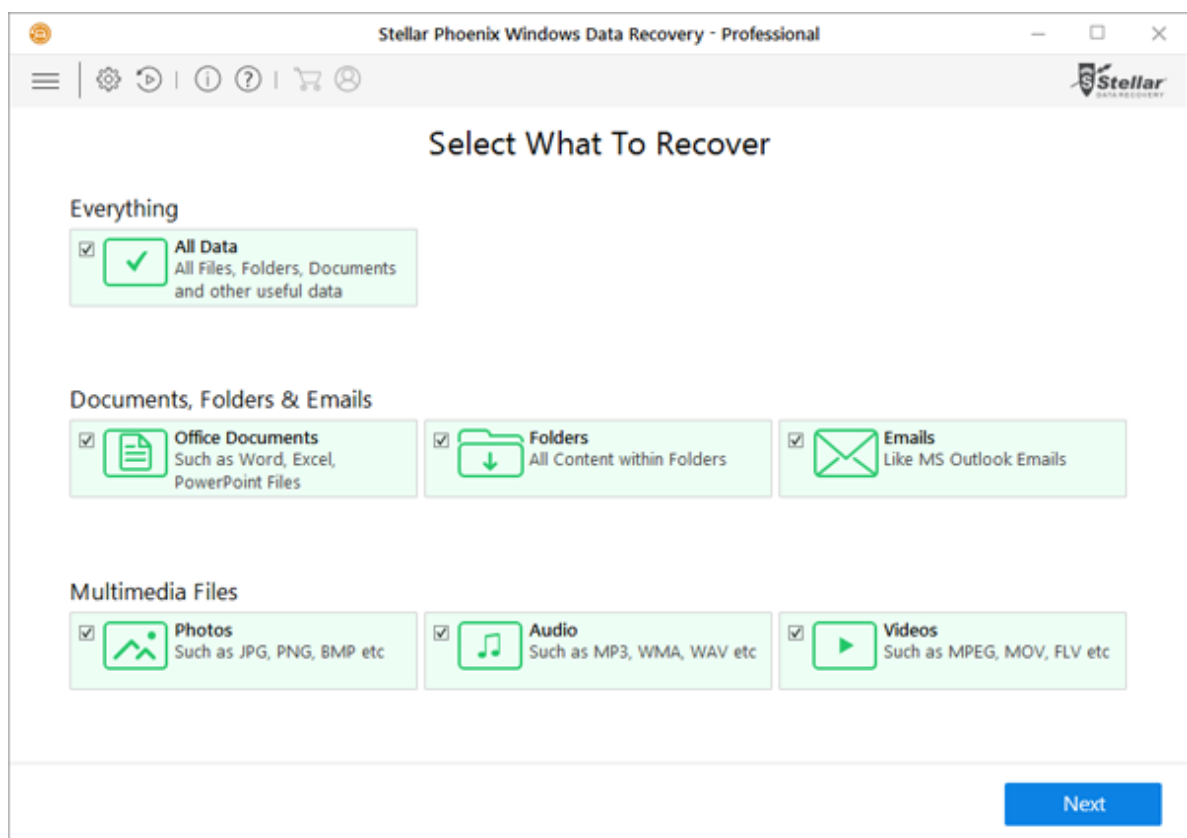 Stellar Phoenix Windows Data Recovery - Professional
Stellar
DATA RECOVERY
Select What To Recover
Everything
All Data
All Files, Folders, Documents
and other useful data
Documents, Folders & Emails
Office Documents
Such as Word, Excel,
PowerPoint Files
Folders
All Content within Folders
Emails
Like MS Outlook Emails
Multimedia Files
Photos
Such as JPG, PNG, BMP etc
Audio
Such as MP3, WMA, WAV etc
Videos
Such as MPEG, MOV, FLV etc
Next